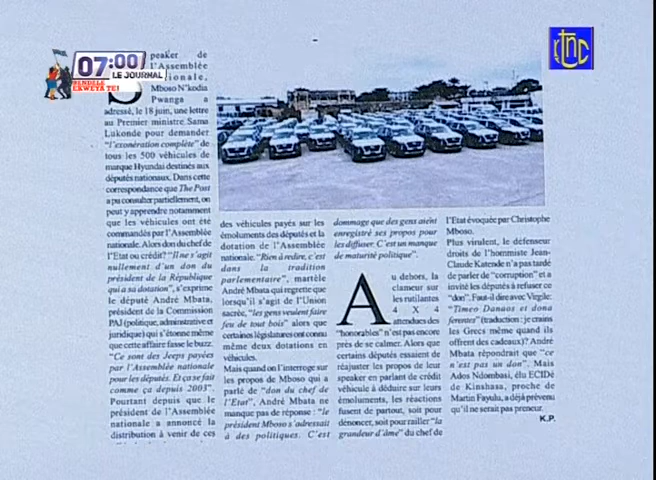 07:00
LE JOURNAL
BENDELE
EKWETA TE!
rtnc
Speaker de
l'Assemblée
nationale,
Mboso N'kodia
Pwanga a
adressé, le 18 juin, une lettre
au Premier ministre Sama
Lukonde pour demander
"l'exonération complète" de
tous les 500 véhicules de
marque Hyundai destinés aux
députés nationaux. Dans cette
correspondance que The Post
a pu consulter partiellement, on
peut y apprendre notamment
que les véhicules ont été
commandés par l'Assemblée
nationale. Alors don du chef de
l'Etat ou crédit? "Il ne s'agit
nullement d'un don du
président de la République
qui a sa dotation", s'exprime
le député André Mbata,
président de la Commission
PAJ (politique, administrative et
juridique) qui s'étonne même
que cette affaire fasse le buzz.
"Ce sont des Jeeps payées
par l'Assemblée nationale
pour les députés. Et ça se fait
comme ça depuis 2003".
Pourtant depuis que le
président de l'Assemblée
nationale a annoncé la
distribution à venir de ces
des véhicules payés sur les
émoluments des députés et la
dotation de l'Assemblée
nationale. "Rien à redire, c'est
dans la tradition
parlementaire", martèle
André Mbata qui regrette que
lorsqu'il s'agit de l'Union
sacrée, "les gens veulent faire
feu de tout bois" alors que
certaines législatures ont connu
même deux dotations en
véhicules.
Mais quand on l'interroge sur
les propos de Mboso qui a
parlé de "don du chef de
l'Etat", André Mbata ne
manque pas de réponse : "le
président Mboso s'adressait
à des politiques. C'est
dommage que des gens aient
enregistré ses propos pour
les diffuser. C'est un manque
de maturité politique".
Au dehors, la
clameur sur
les rutilantes
4 X 4
attendues des
"honorables" n'est pas encore
près de se calmer. Alors que
certains députés essaient de
réajuster les propos de leur
speaker en parlant de crédit
véhicule à déduire sur leurs
émoluments, les réactions
fusent de partout, soit pour
dénoncer, soit pour railler "la
grandeur d'âme" du chef de
l'Etat évoquée par Christophe
Mboso.
Plus virulent, le défenseur
droits de l'hommiste Jean-
Claude Katende n'a pas tardé
de parler de "corruption" et a
invité les députés à refuser ce
"don". Faut-il dire avec Virgile:
"Timeo Danaos et dona
ferentes" (traduction : je crains
les Grecs même quand ils
offrent des cadeaux)? André
Mbata répondrait que "ce
n'est pas un don". Mais
Ados Ndombasi, élu ECIDé
de Kinshasa, proche de
Martin Fayulu, a déjà prévenu
qu'il ne serait pas preneur.
K.P.